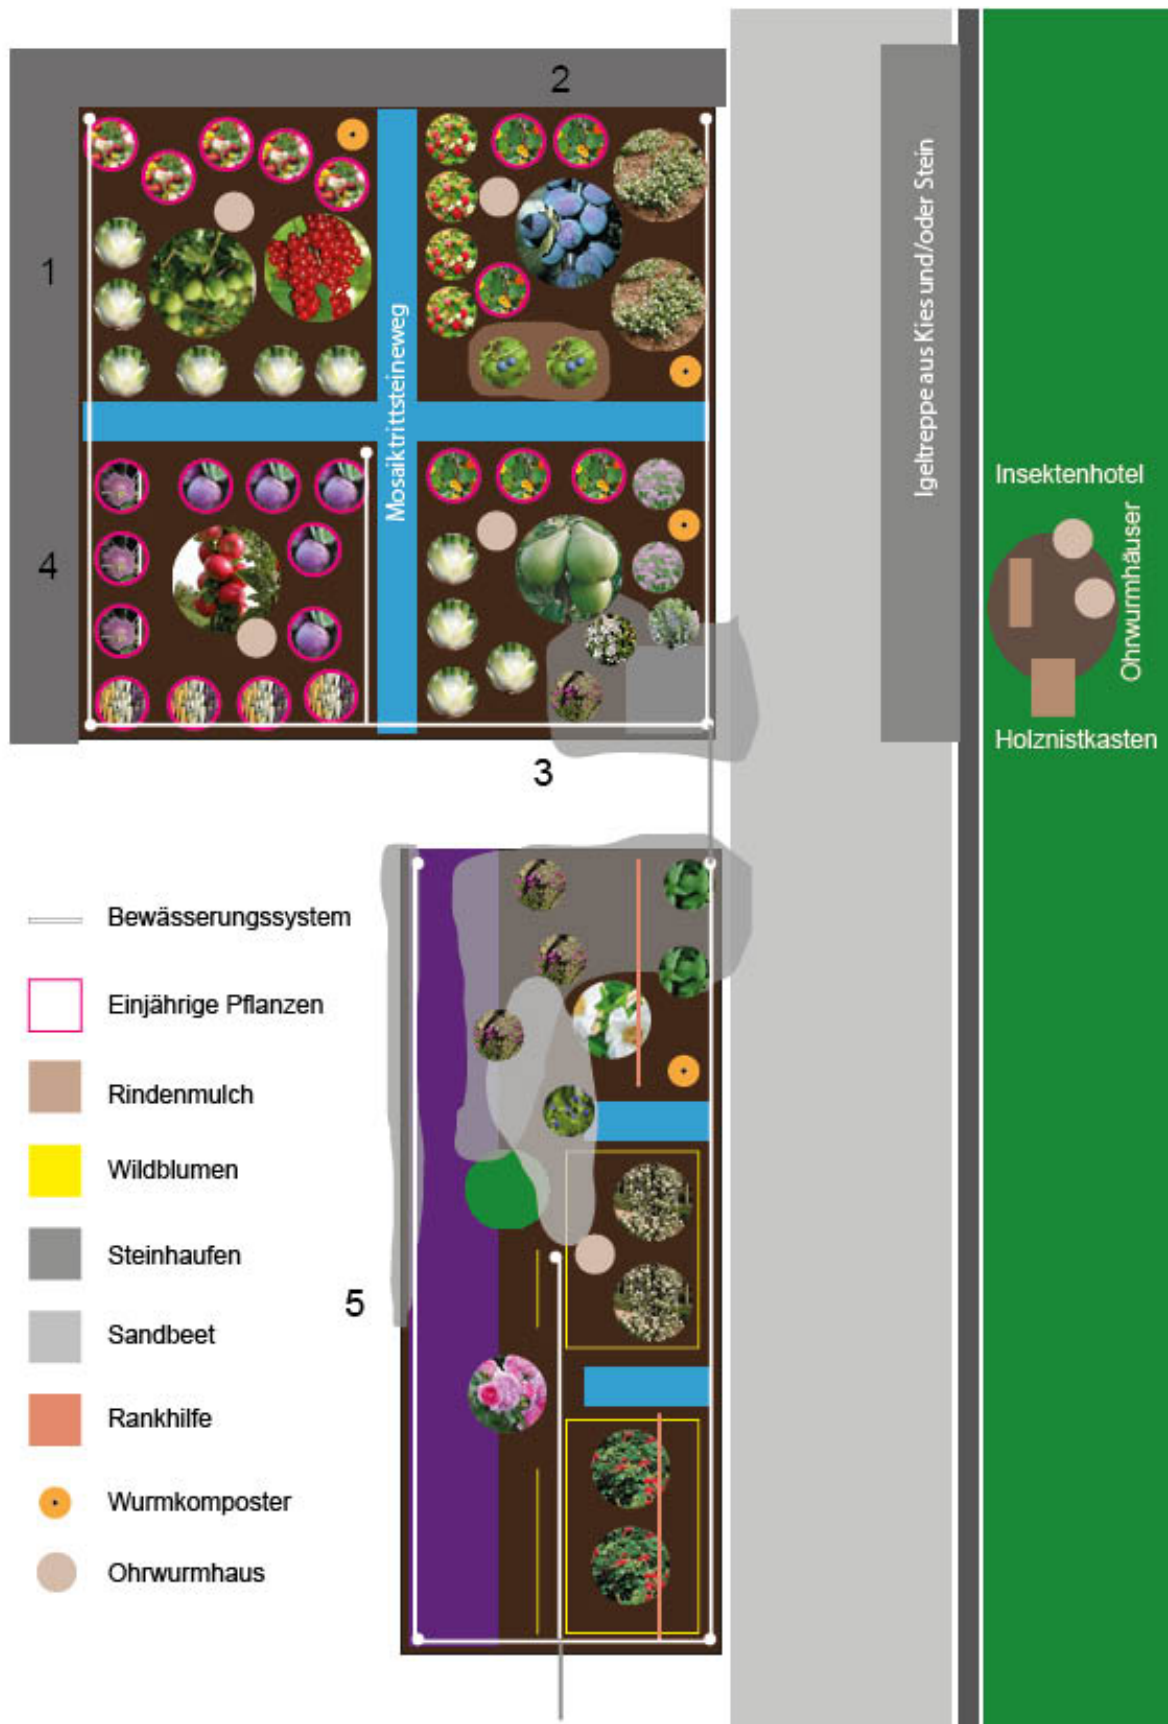 2
1
Mosaiktrittsteineweg
Igeltreppe aus Kies und/oder Stein
4
Insektenhotel
Ohrwurmhäuser
Holznistkasten
3
Bewässerungssystem
Einjährige Pflanzen
Rindenmulch
Wildblumen
Steinhaufen
5
Sandbeet
Rankhilfe
Wurmkomposter
Ohrwurmhaus